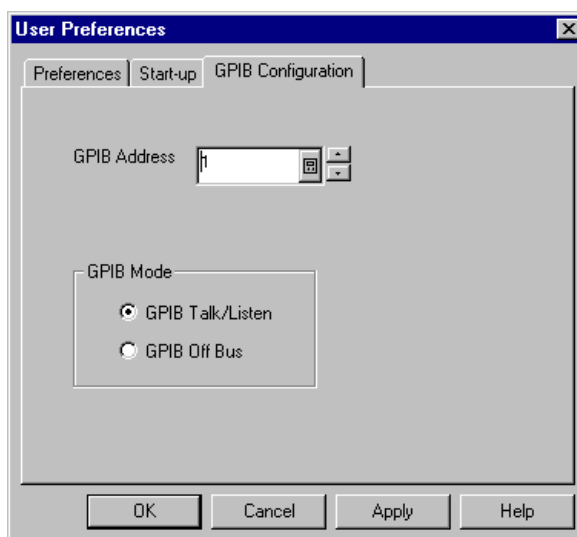 User Preferences
Preferences
Start-up
GPIB Configuration
GPIB Address
1
GPIB Mode
GPIB Talk/Listen
GPIB Off Bus
OK
Cancel
Apply
Help